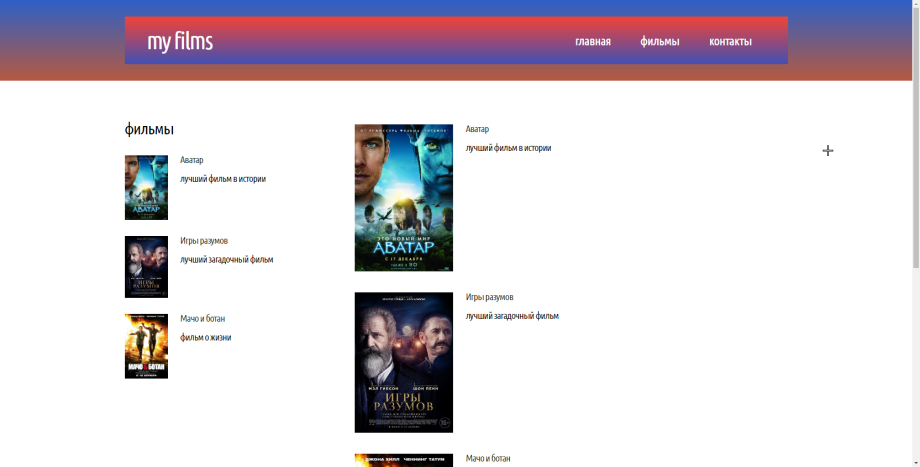 my films
главная
фильмы
контакты
фильмы
Аватар
лучший фильм в истории
АВАТАР
Игры разумов
лучший загадочный фильм
ИГРЫ
РАЗУМОВ
Мачо и ботан
фильм о жизни
МАЧО БОТАН
Аватар
лучший фильм в истории
ЭТО НОВЫЙ МИР
АВАТАР
С 17 ДЕКАБРЯ
Игры разумов
лучший загадочный фильм
МЭЛ ГИБСОН
ШОН ПЕНН
ИГРЫ
РАЗУМОВ
Мачо и ботан
ДЖОНА ХИЛЛ ЧЕННИНГ ТАТУМ